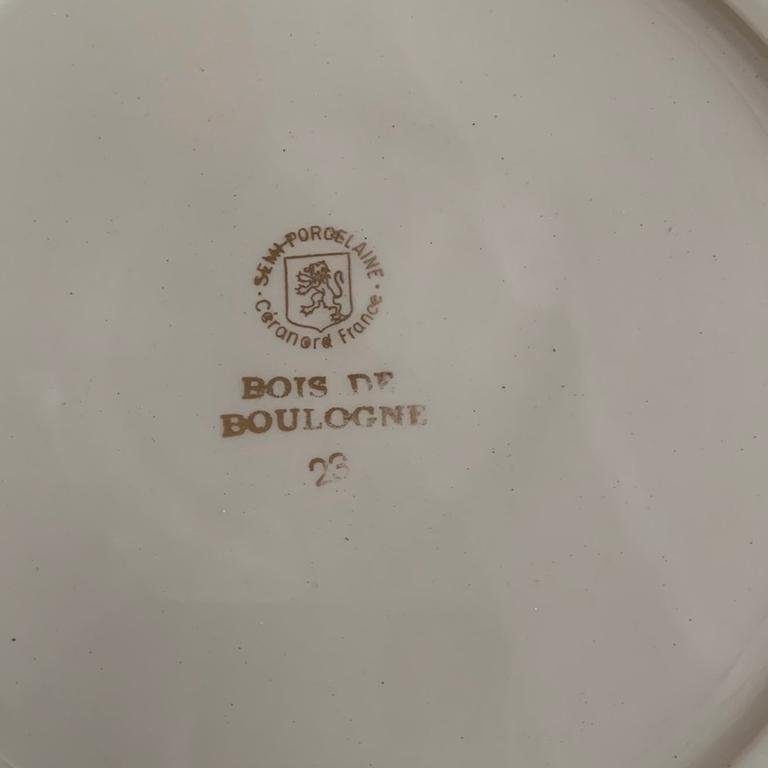 SEMI-PORCELAINE
Céranord France
BOIS DE
BOULOGNE
23